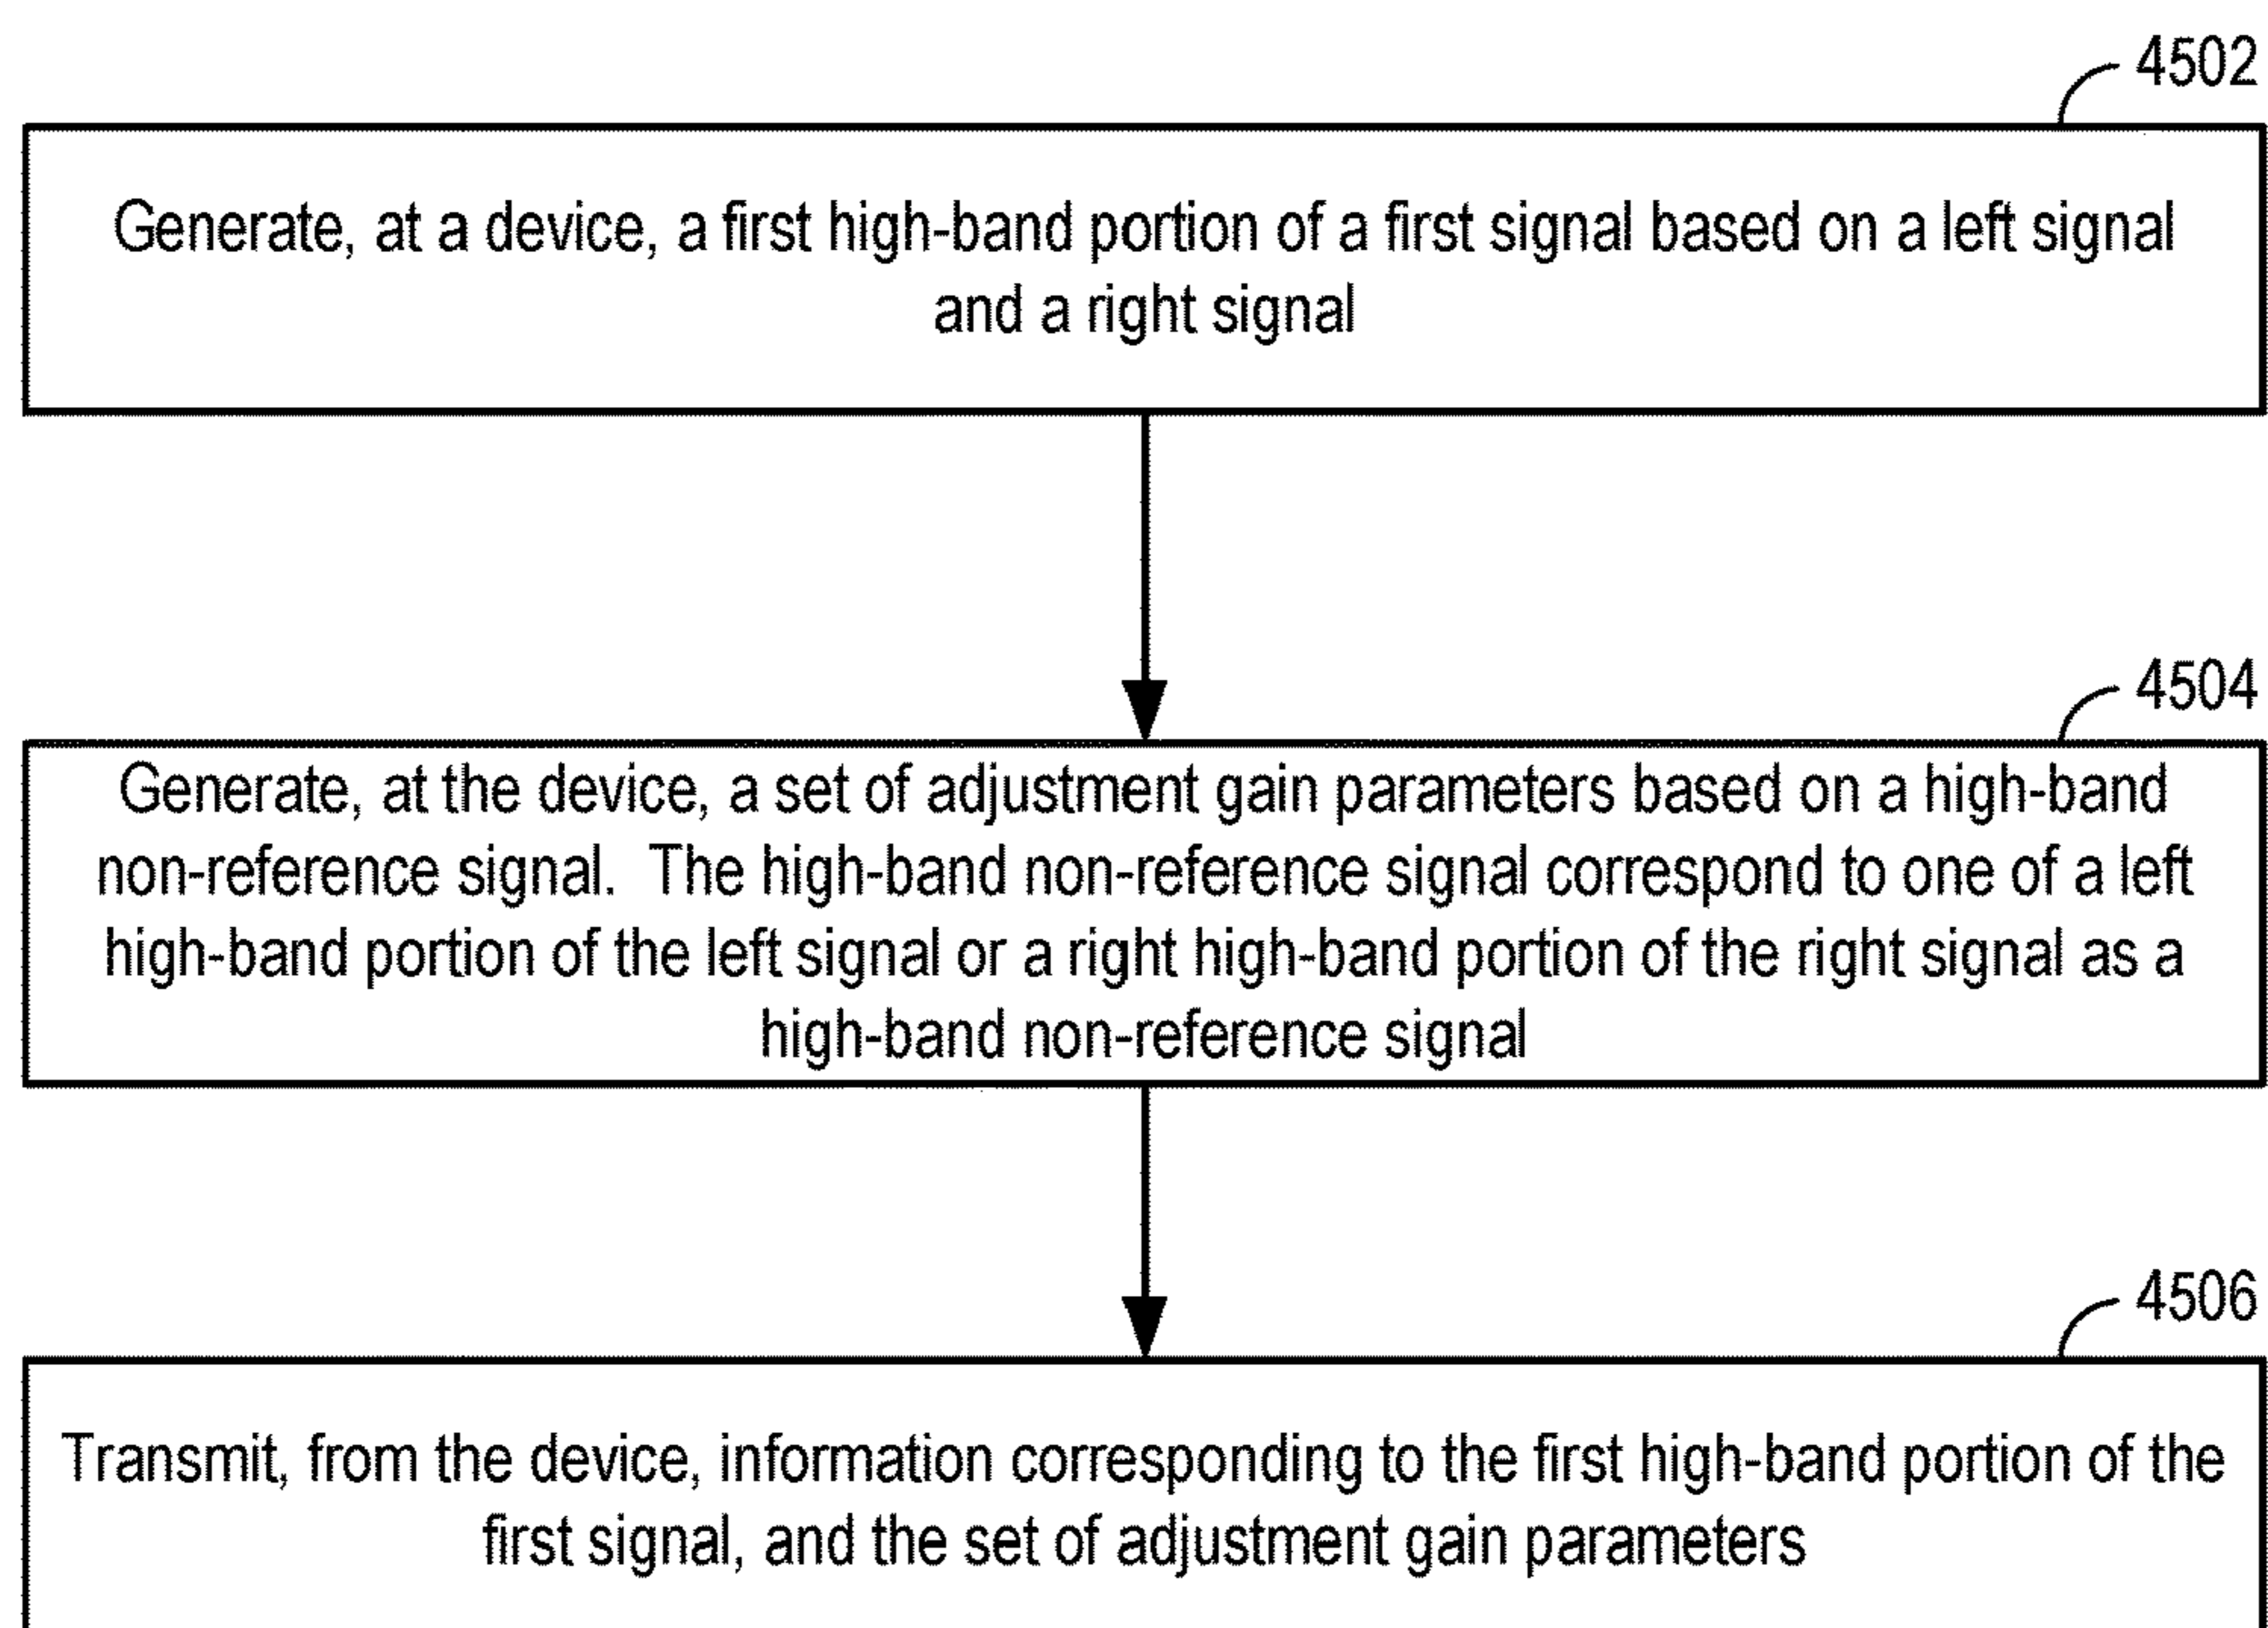 4502
Generate, at a device, a first high-band portion of a first signal based on a left signal
and a right signal
4504
Generate, at the device, a set of adjustment gain parameters based on a high-band
non-reference signal.  The high-band non-reference signal correspond to one of a left
high-band portion of the left signal or a right high-band portion of the right signal as a
high-band non-reference signal
4506
Transmit, from the device, information corresponding to the first high-band portion of the
first signal, and the set of adjustment gain parameters